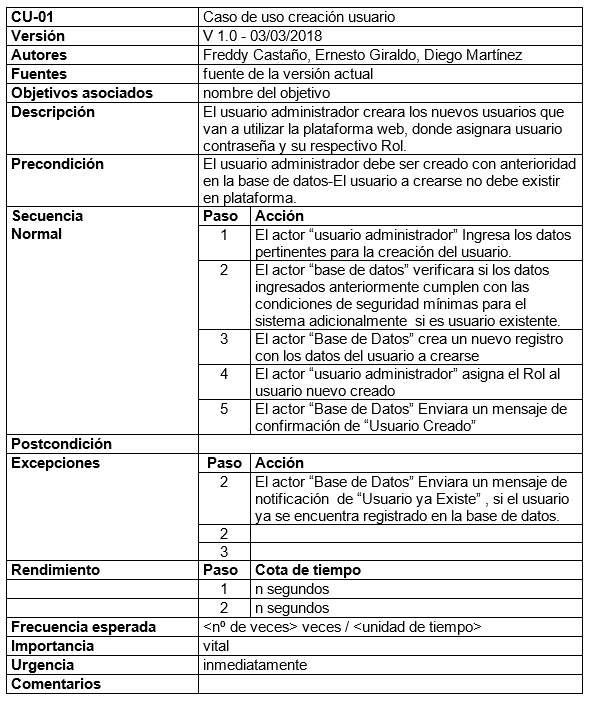 CU-01 Caso de uso creación usuario
Versión V 1.0 - 03/03/2018
Autores Freddy Castaño, Ernesto Giraldo, Diego Martínez
Fuentes fuente de la versión actual
Objetivos asociados nombre del objetivo
Descripción El usuario administrador creara los nuevos usuarios que
van a utilizar la plataforma web, donde asignara usuario
contraseña y su respectivo Rol.
Precondición El usuario administrador debe ser creado con anterioridad
en la base de datos-El usuario a crearse no debe existir
en plataforma.
Secuencia Paso Acción
Normal 1 El actor “usuario administrador” Ingresa los datos
pertinentes para la creación del usuario.
2 El actor “base de datos” verificara si los datos
ingresados anteriormente cumplen con las
condiciones de seguridad mínimas para el
sistema adicionalmente si es usuario existente.
3 El actor “Base de Datos” crea un nuevo registro
con los datos del usuario a crearse
4 El actor “usuario administrador” asigna el Rol al
usuario nuevo creado
5 El actor “Base de Datos” Enviara un mensaje de
confirmación de “Usuario Creado”
Postcondición
Excepciones Paso Acción
2 El actor “Base de Datos” Enviara un mensaje de
notificación de “Usuario ya Existe” , si el usuario
ya se encuentra registrado en la base de datos.
2
3
Rendimiento Paso Cota de tiempo
1 n segundos
2 n segundos
Frecuencia esperada <nº de veces> veces / <unidad de tiempo>
Importancia vital
Urgencia inmediatamente
Comentarios